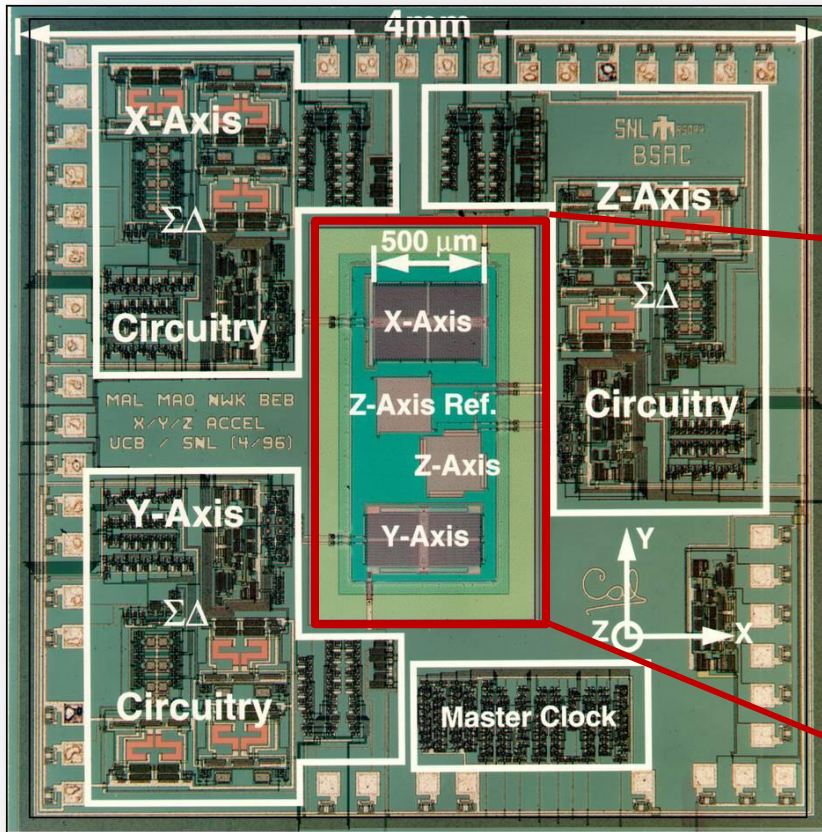 4mm
X-Axis
ΣΔ
Circuitry
SNL
BSAC
Z-Axis
ΣΔ
Circuitry
500 μm
X-Axis
Z-Axis Ref.
Z-Axis
Y-Axis
MAL MAO NWK BEB
X/Y/Z ACCEL
UCB / SNL (4/96)
Y-Axis
ΣΔ
Circuitry
Master Clock
Cal
Y
Z
X